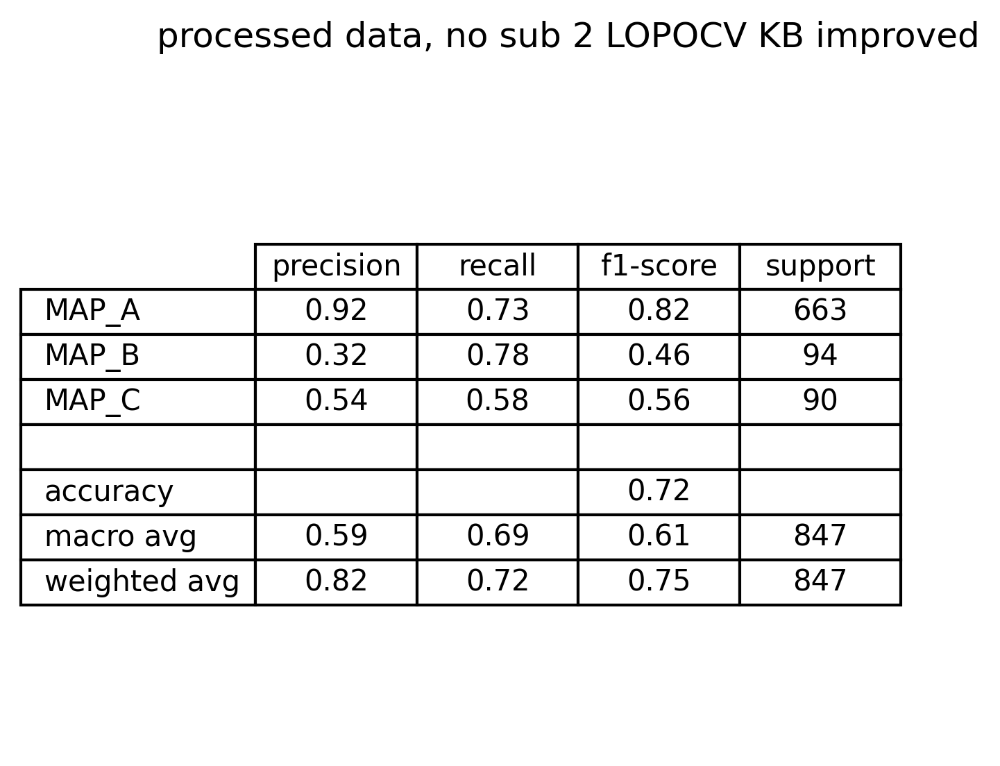 processed data, no sub 2 LOPOCV KB improved
precision recall f1-score support
MAP_A 0.92 0.73 0.82 663
MAP_B 0.32 0.78 0.46 94
MAP_C 0.54 0.58 0.56 90
accuracy 0.72
macro avg 0.59 0.69 0.61 847
weighted avg 0.82 0.72 0.75 847